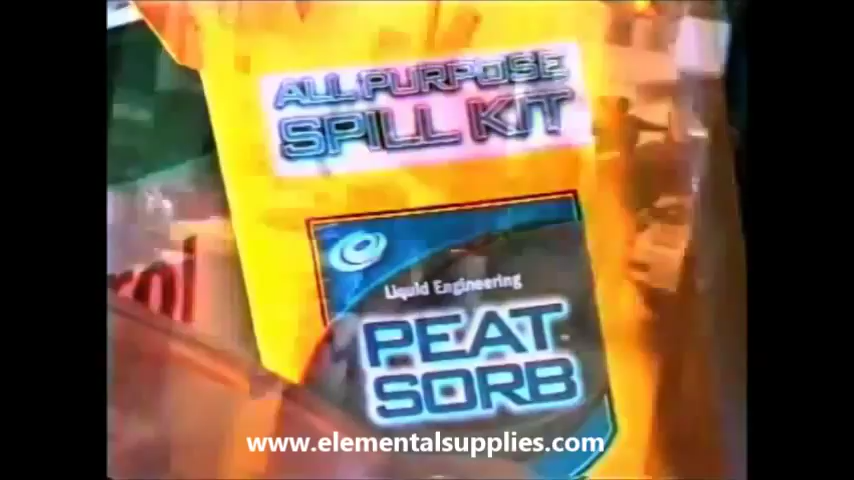 ALL PURPOSE
SPILL KIT
Liquid Engineering
PEAT
SORB
www.elementalsupplies.com